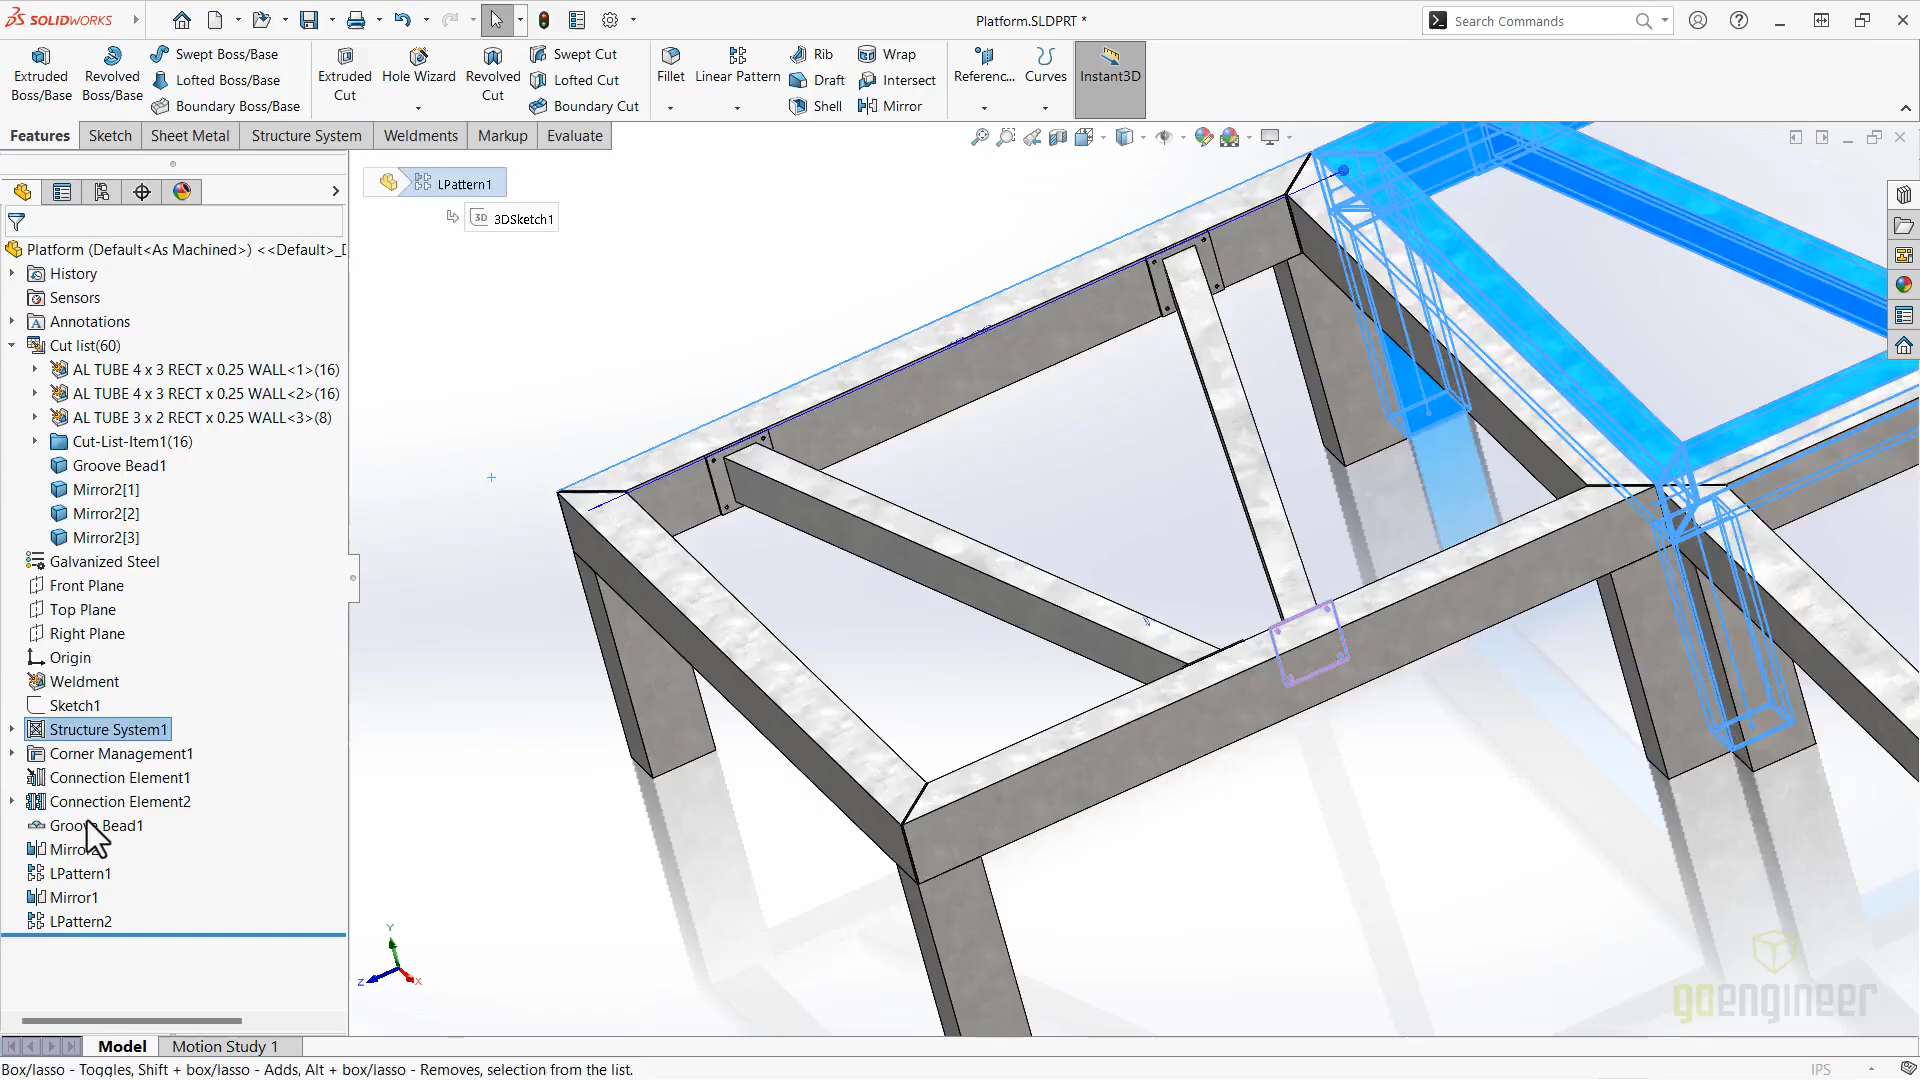 SOLIDWORKS
Platform.SLDPRT *
Search Commands
Extruded Boss/Base
Revolved Boss/Base
Swept Boss/Base
Lofted Boss/Base
Boundary Boss/Base
Extruded Cut
Hole Wizard
Revolved Cut
Swept Cut
Lofted Cut
Boundary Cut
Fillet
Linear Pattern
Rib
Draft
Shell
Wrap
Intersect
Mirror
Referenc...
Curves
Instant3D
Features
Sketch
Sheet Metal
Structure System
Weldments
Markup
Evaluate
LPattern1
3D 3DSketch1
Platform (Default<As Machined>) <<Default>_D
History
Sensors
Annotations
Cut list(60)
AL TUBE 4 x 3 RECT x 0.25 WALL<1>(16)
AL TUBE 4 x 3 RECT x 0.25 WALL<2>(16)
AL TUBE 3 x 2 RECT x 0.25 WALL<3>(8)
Cut-List-Item1(16)
Groove Bead1
Mirror2[1]
Mirror2[2]
Mirror2[3]
Galvanized Steel
Front Plane
Top Plane
Right Plane
Origin
Weldment
Sketch1
Structure System1
Corner Management1
Connection Element1
Connection Element2
Groove Bead1
Mirror2
LPattern1
Mirror1
LPattern2
Y
Z
X
goengineer
Model
Motion Study 1
Box/lasso - Toggles, Shift + box/lasso - Adds, Alt + box/lasso - Removes, selection from the list.
IPS